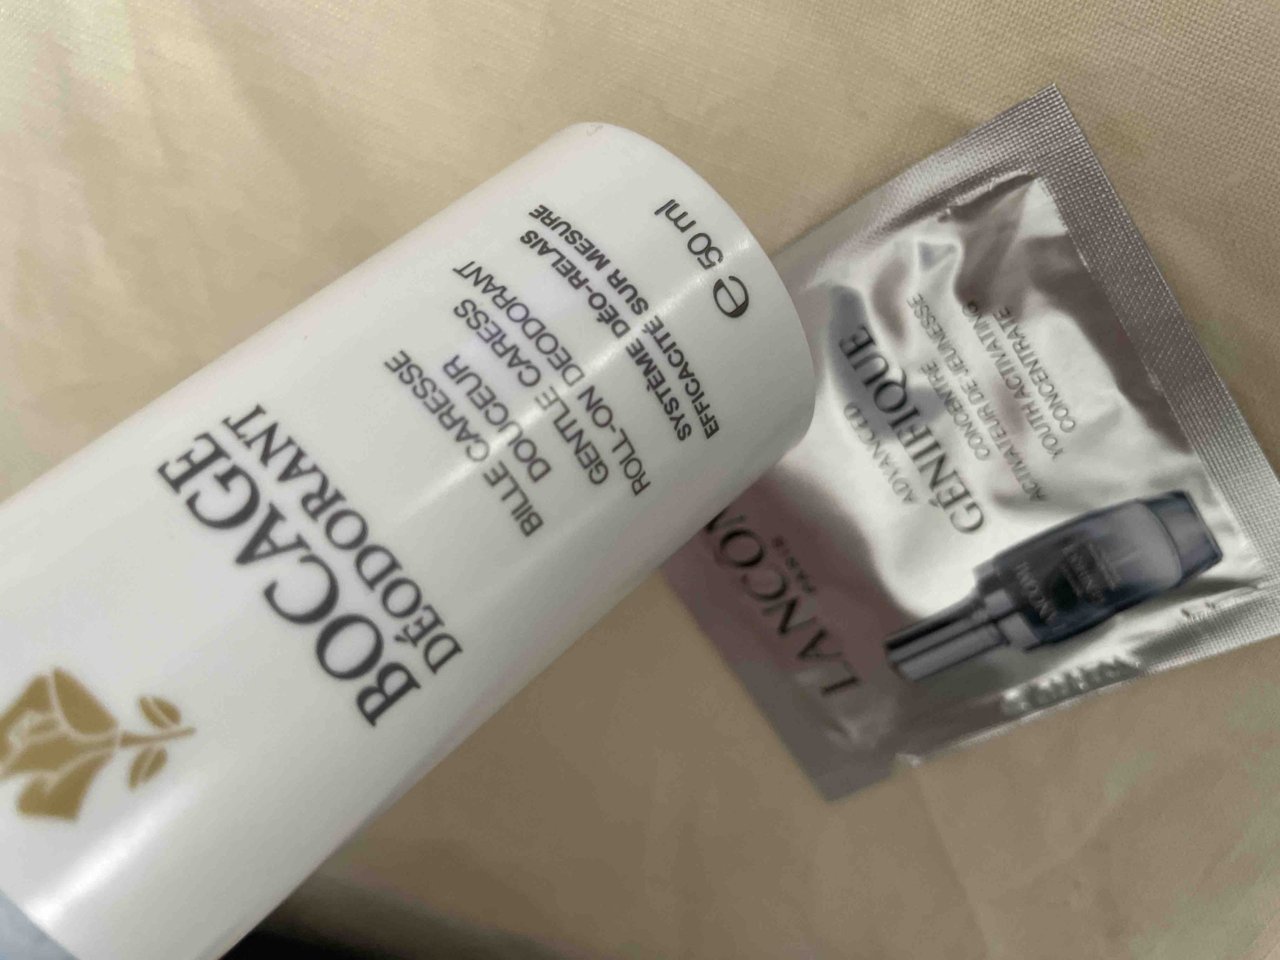 BOCAGE
DÉODORANT
BILLE CARESSE
DOUCEUR
GENTLE CARESS
ROLL-ON DEODORANT
SYSTÈME DÉO-RELAIS
EFFICACITÉ SUR MESURE
e 50 ml
LANCÔM
PARIS
ADVANCED
GÉNIFIQUE
CONCENTRÉ
ACTIVATEUR DE JEUNESSE
YOUTH ACTIVATING
CONCENTRATE